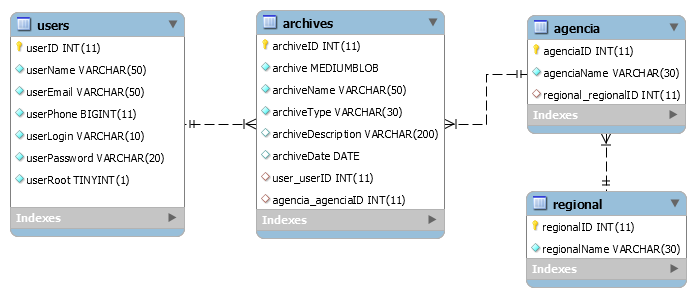 users
userID INT(11)
userName VARCHAR(50)
userEmail VARCHAR(50)
userPhone BIGINT(11)
userLogin VARCHAR(10)
userPassword VARCHAR(20)
userRoot TINYINT(1)
Indexes
archives
archiveID INT(11)
archive MEDIUMBLOB
archiveName VARCHAR(50)
archiveType VARCHAR(30)
archiveDescription VARCHAR(200)
archiveDate DATE
user_userID INT(11)
agencia_agenciaID INT(11)
Indexes
agencia
agenciaID INT(11)
agenciaName VARCHAR(30)
regional_regionalID INT(11)
Indexes
regional
regionalID INT(11)
regionalName VARCHAR(30)
Indexes